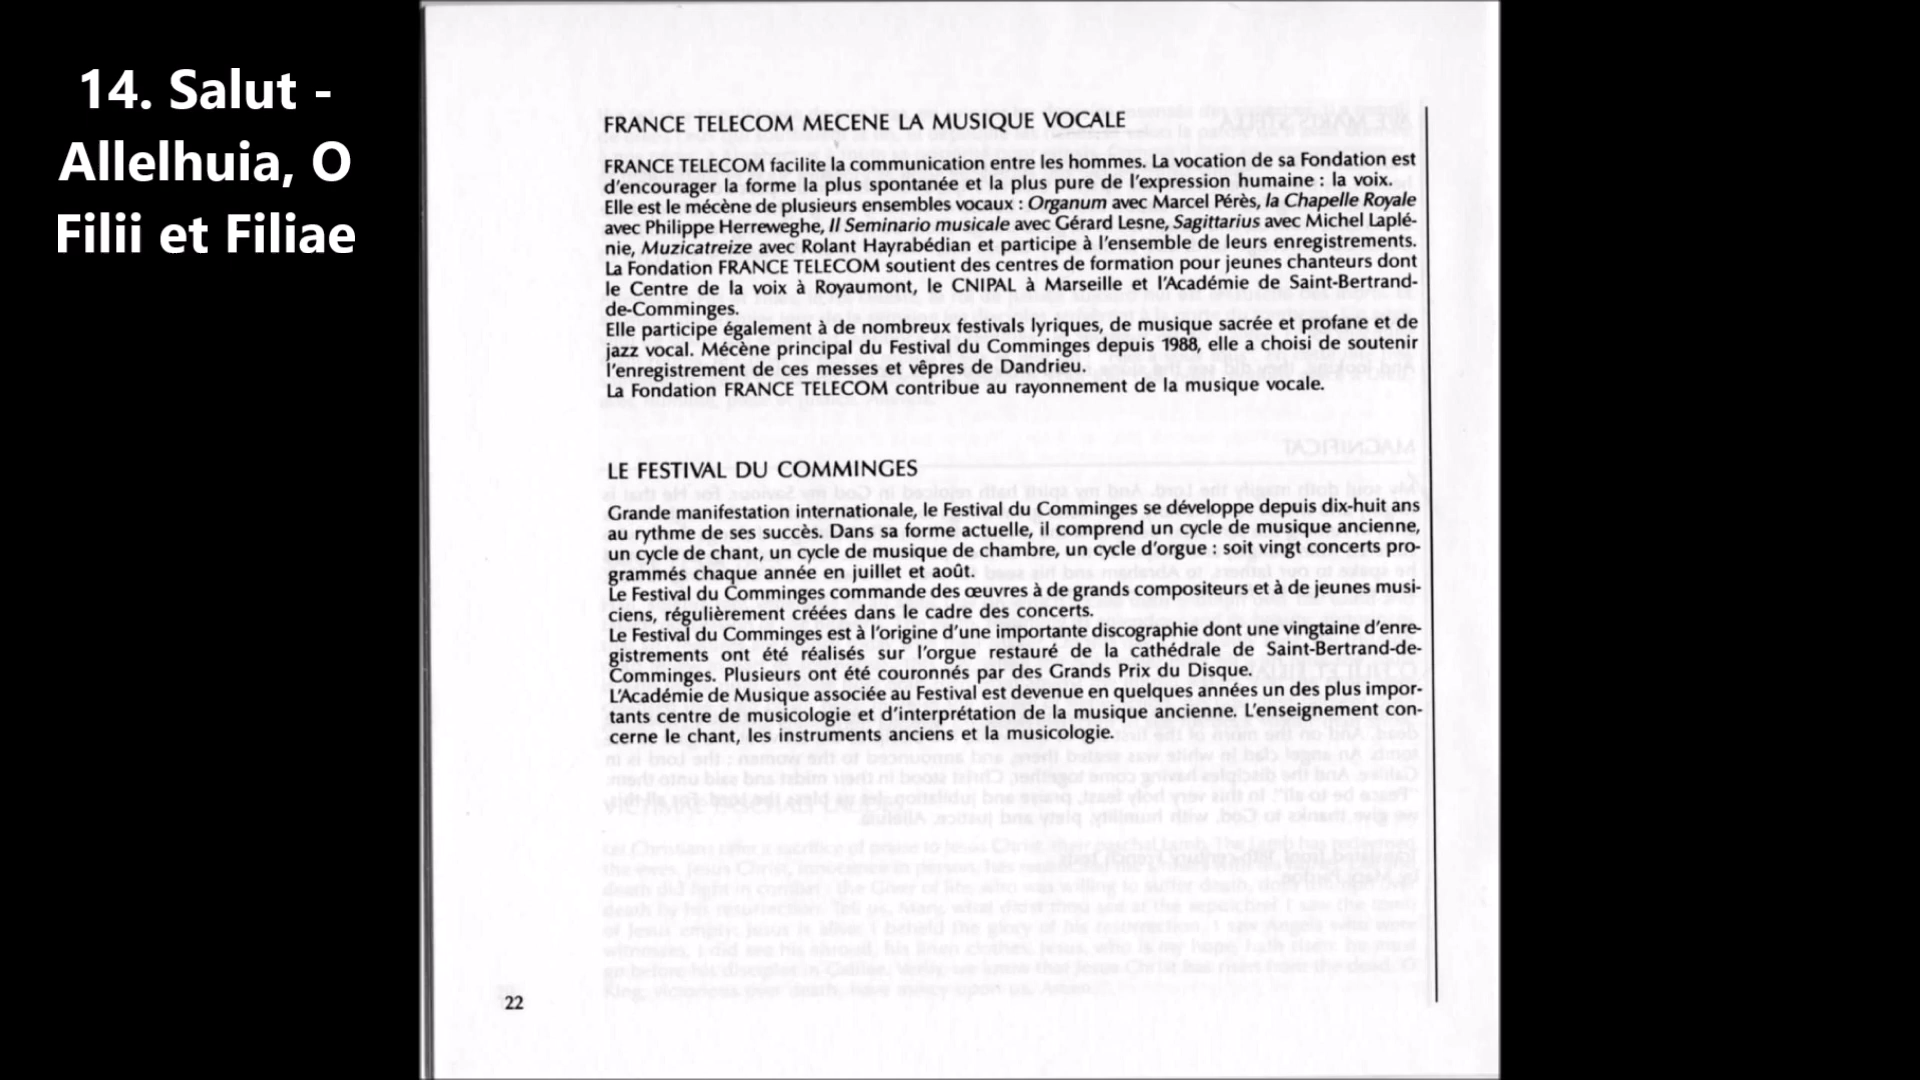 14. Salut -
Allelhuia, O
Filii et Filiae
FRANCE TELECOM MECENE LA MUSIQUE VOCALE
FRANCE TELECOM facilite la communication entre les hommes. La vocation de sa Fondation est
d'encourager la forme la plus spontanée et la plus pure de l'expression humaine : la voix.
Elle est le mécène de plusieurs ensembles vocaux : Organum avec Marcel Pérès, la Chapelle Royale
avec Philippe Herreweghe, Il Seminario musicale avec Gérard Lesne, Sagittarius avec Michel Laplé-
nie, Muzicatreize avec Rolant Hayrabédian et participe à l'ensemble de leurs enregistrements.
La Fondation FRANCE TELECOM soutient des centres de formation pour jeunes chanteurs dont
le Centre de la voix à Royaumont, le CNIPAL à Marseille et l'Académie de Saint-Bertrand-
de-Comminges.
Elle participe également à de nombreux festivals lyriques, de musique sacrée et profane et de
jazz vocal. Mécène principal du Festival du Comminges depuis 1988, elle a choisi de soutenir
l'enregistrement de ces messes et vêpres de Dandrieu.
La Fondation FRANCE TELECOM contribue au rayonnement de la musique vocale.
LE FESTIVAL DU COMMINGES
Grande manifestation internationale, le Festival du Comminges se développe depuis dix-huit ans
au rythme de ses succès. Dans sa forme actuelle, il comprend un cycle de musique ancienne,
un cycle de chant, un cycle de musique de chambre, un cycle d'orgue : soit vingt concerts pro-
grammés chaque année en juillet et août.
Le Festival du Comminges commande des œuvres à de grands compositeurs et à de jeunes musi-
ciens, régulièrement créées dans le cadre des concerts.
Le Festival du Comminges est à l'origine d'une importante discographie dont une vingtaine d'enre-
gistrements ont été réalisés sur l'orgue restauré de la cathédrale de Saint-Bertrand-de-
Comminges. Plusieurs ont été couronnés par des Grands Prix du Disque.
L'Académie de Musique associée au Festival est devenue en quelques années un des plus impor-
tants centre de musicologie et d'interprétation de la musique ancienne. L'enseignement con-
cerne le chant, les instruments anciens et la musicologie.
22